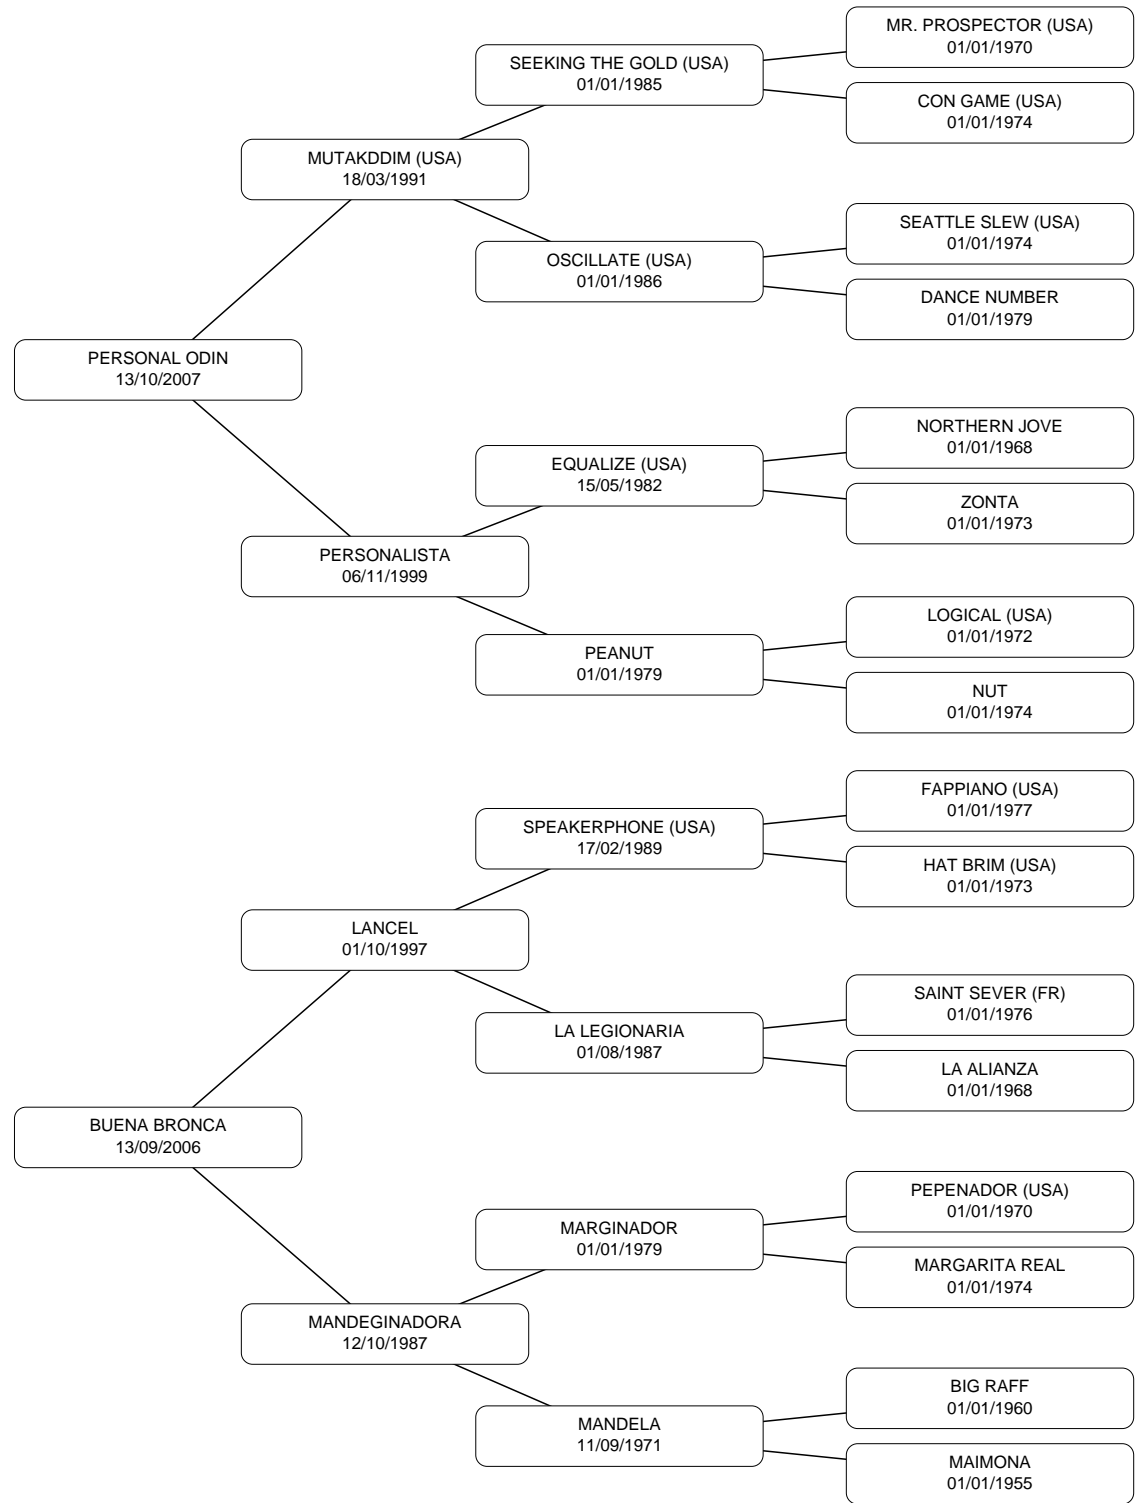 MR. PROSPECTOR (USA)
01/01/1970
SEEKING THE GOLD (USA)
01/01/1985
CON GAME (USA)
01/01/1974
MUTAKDDIM (USA)
18/03/1991
SEATTLE SLEW (USA)
01/01/1974
OSCILLATE (USA)
01/01/1986
DANCE NUMBER
01/01/1979
PERSONAL ODIN
13/10/2007
NORTHERN JOVE
01/01/1968
EQUALIZE (USA)
15/05/1982
ZONTA
01/01/1973
PERSONALISTA
06/11/1999
LOGICAL (USA)
01/01/1972
PEANUT
01/01/1979
NUT
01/01/1974
FAPPIANO (USA)
01/01/1977
SPEAKERPHONE (USA)
17/02/1989
HAT BRIM (USA)
01/01/1973
LANCEL
01/10/1997
SAINT SEVER (FR)
01/01/1976
LA LEGIONARIA
01/08/1987
LA ALIANZA
01/01/1968
BUENA BRONCA
13/09/2006
PEPENADOR (USA)
01/01/1970
MARGINADOR
01/01/1979
MARGARITA REAL
01/01/1974
MANDEGINADORA
12/10/1987
BIG RAFF
01/01/1960
MANDELA
11/09/1971
MAIMONA
01/01/1955